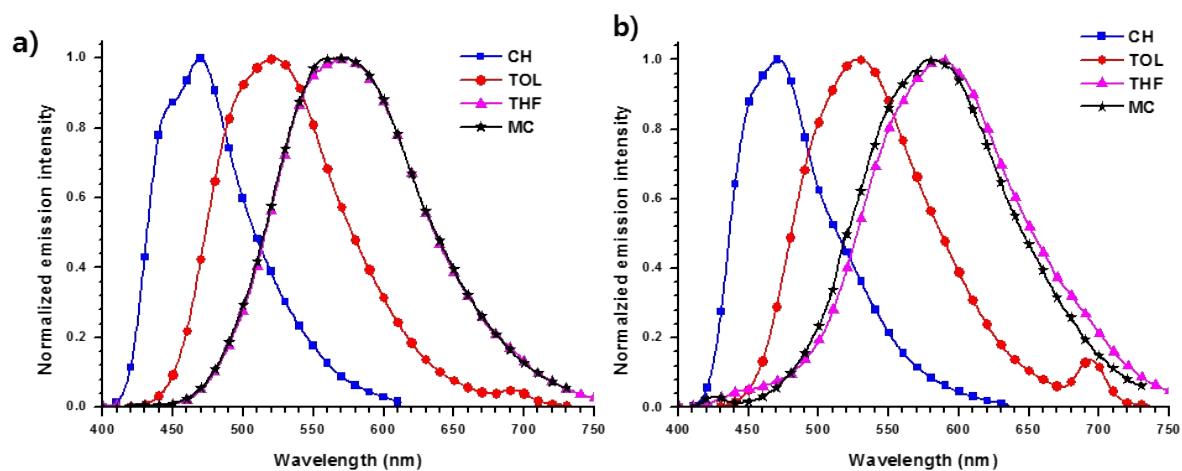 a)
CH
TOL
THF
MC
Normalized emission intensity
1.0
0.8
0.6
0.4
0.2
0.0
400 450 500 550 600 650 700 750
Wavelength (nm)
b)
CH
TOL
THF
MC
Normalzied emission intensity
1.0
0.8
0.6
0.4
0.2
0.0
400 450 500 550 600 650 700 750
Wavelength (nm)